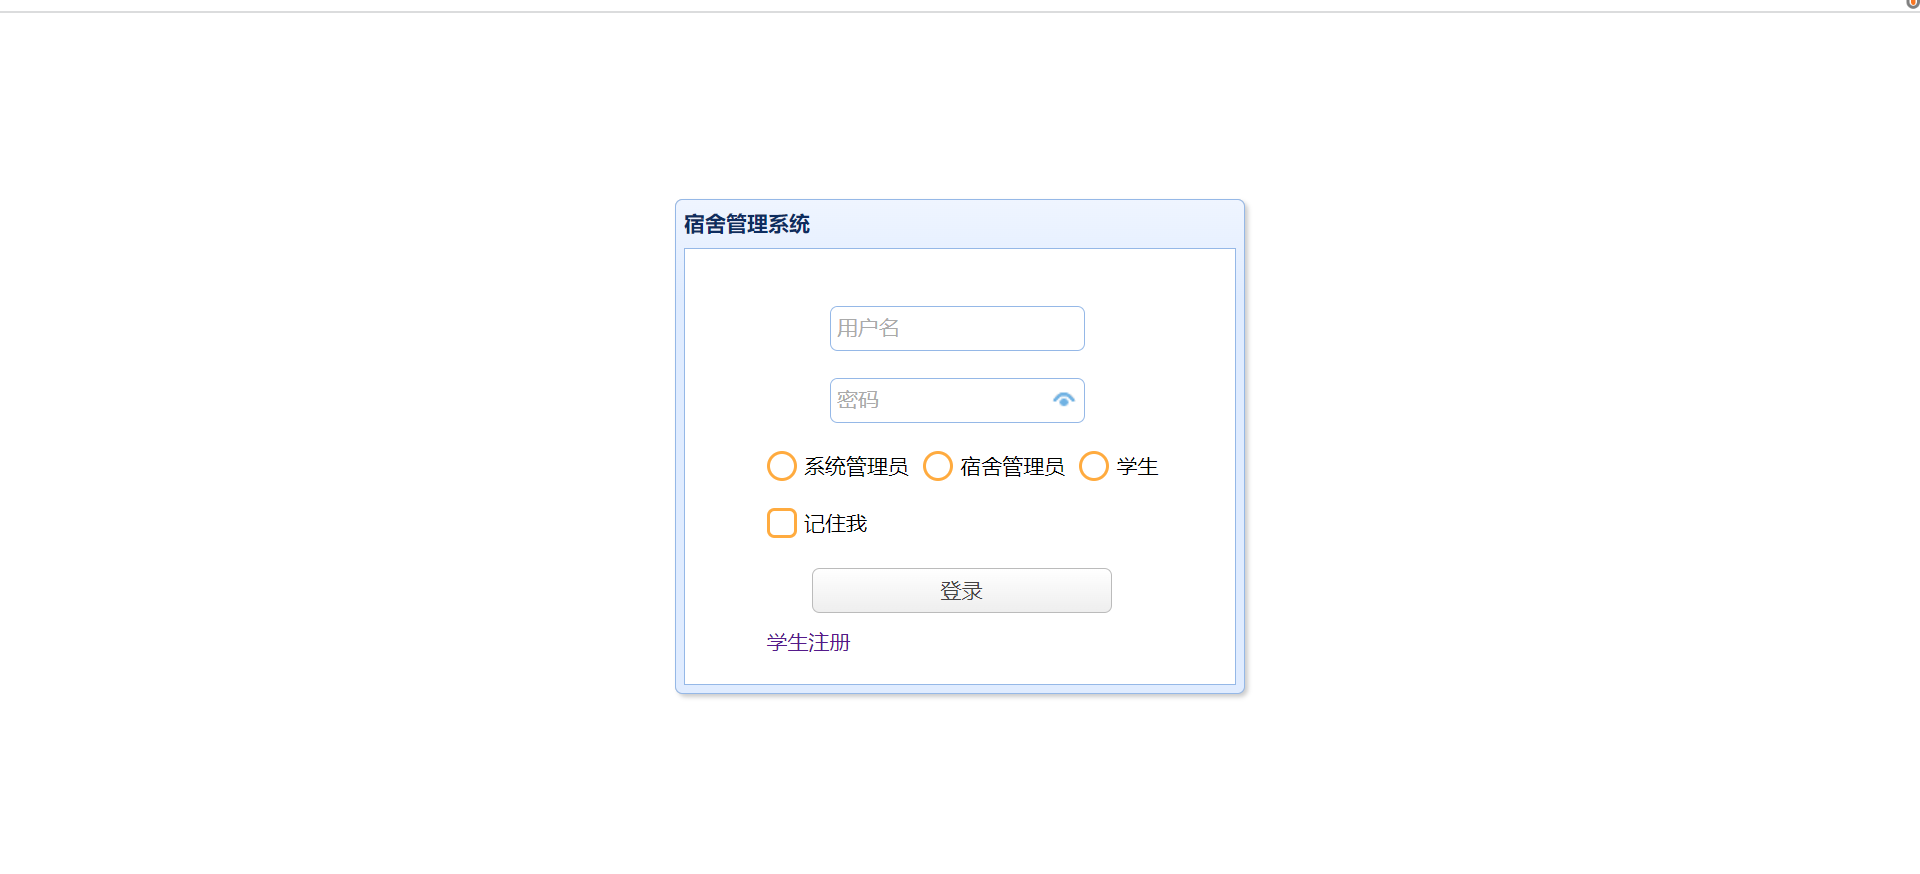 宿舍管理系统
用户名
密码
系统管理员 宿舍管理员 学生
记住我
登录
学生注册